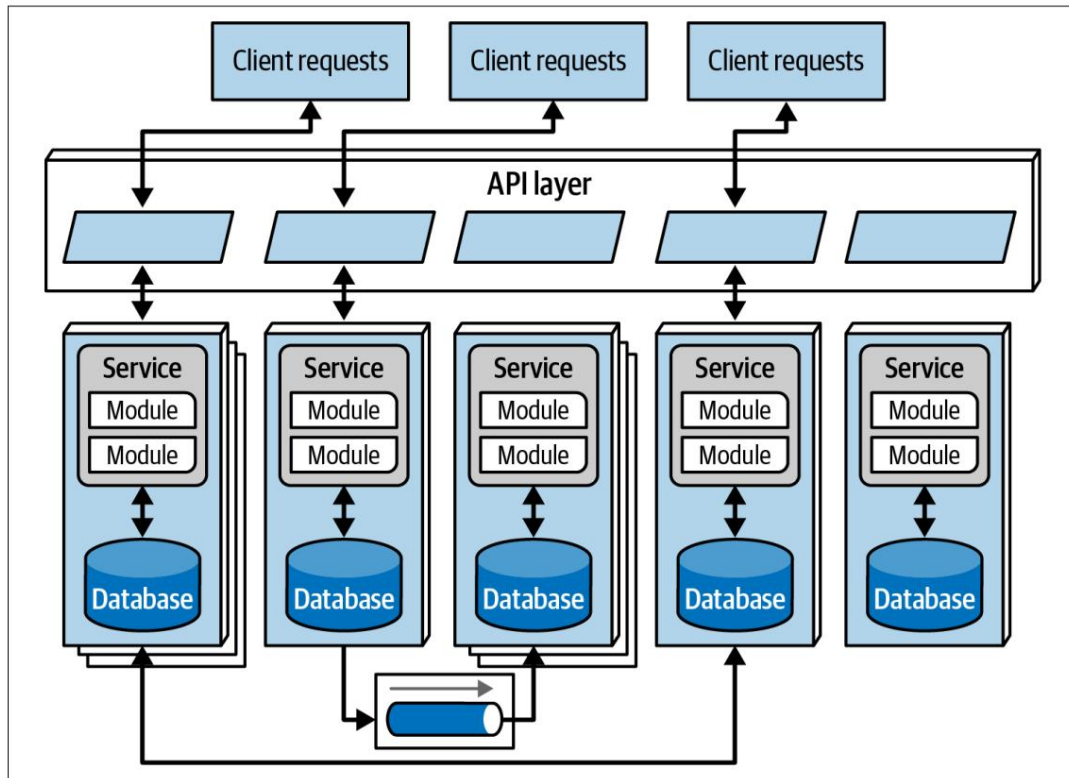 Client requests
Client requests
Client requests
API layer
Service
Module
Module
Database
Service
Module
Module
Database
Service
Module
Module
Database
Service
Module
Module
Database
Service
Module
Module
Database